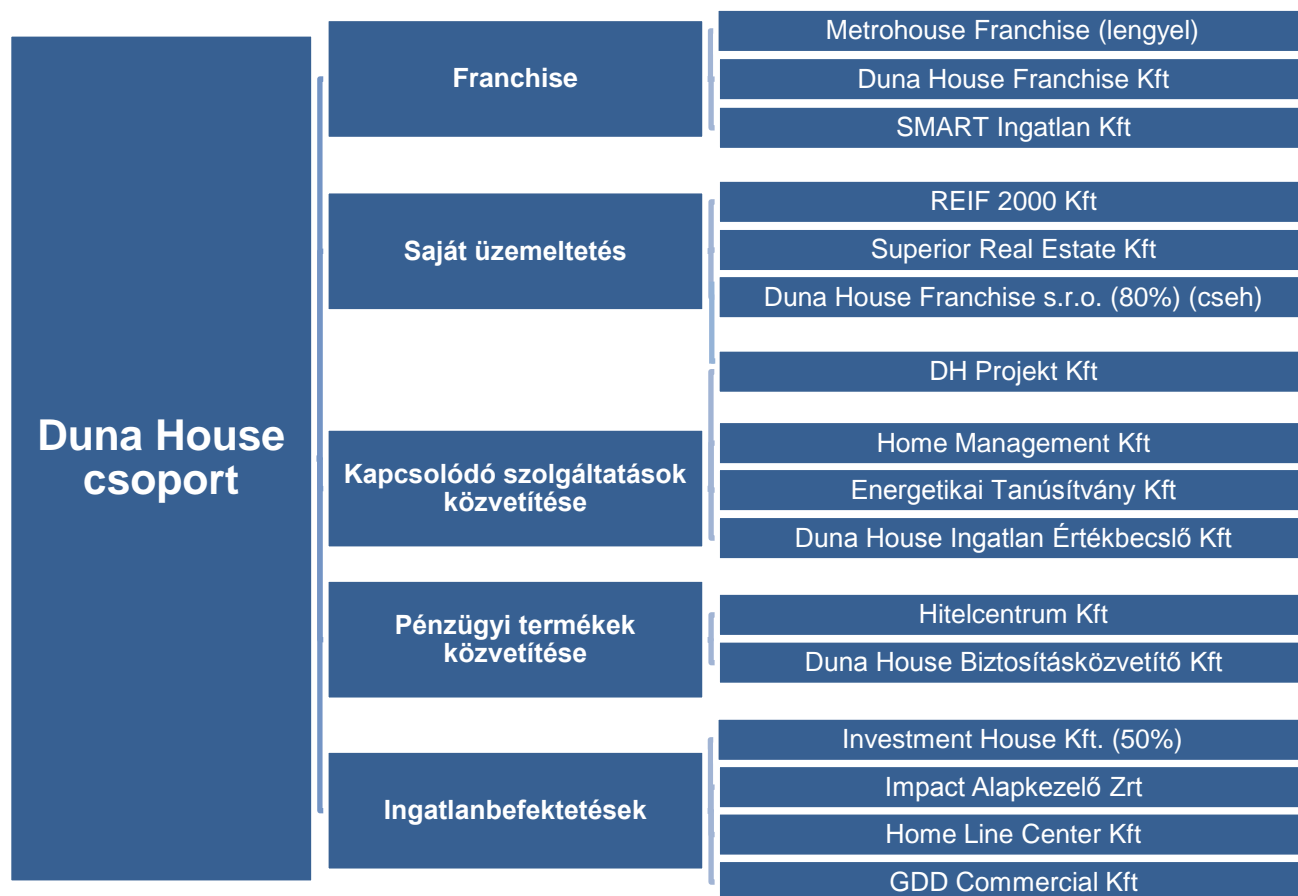 Duna House
csoport
Franchise
Metrohouse Franchise (lengyel)
Duna House Franchise Kft
SMART Ingatlan Kft
Saját üzemeltetés
REIF 2000 Kft
Superior Real Estate Kft
Duna House Franchise s.r.o. (80%) (cseh)
DH Projekt Kft
Kapcsolódó szolgáltatások
közvetítése
Home Management Kft
Energetikai Tanúsítvány Kft
Duna House Ingatlan Értékbecslő Kft
Pénzügyi termékek
közvetítése
Hitelcentrum Kft
Duna House Biztosításközvetítő Kft
Ingatlanbefektetések
Investment House Kft. (50%)
Impact Alapkezelő Zrt
Home Line Center Kft
GDD Commercial Kft